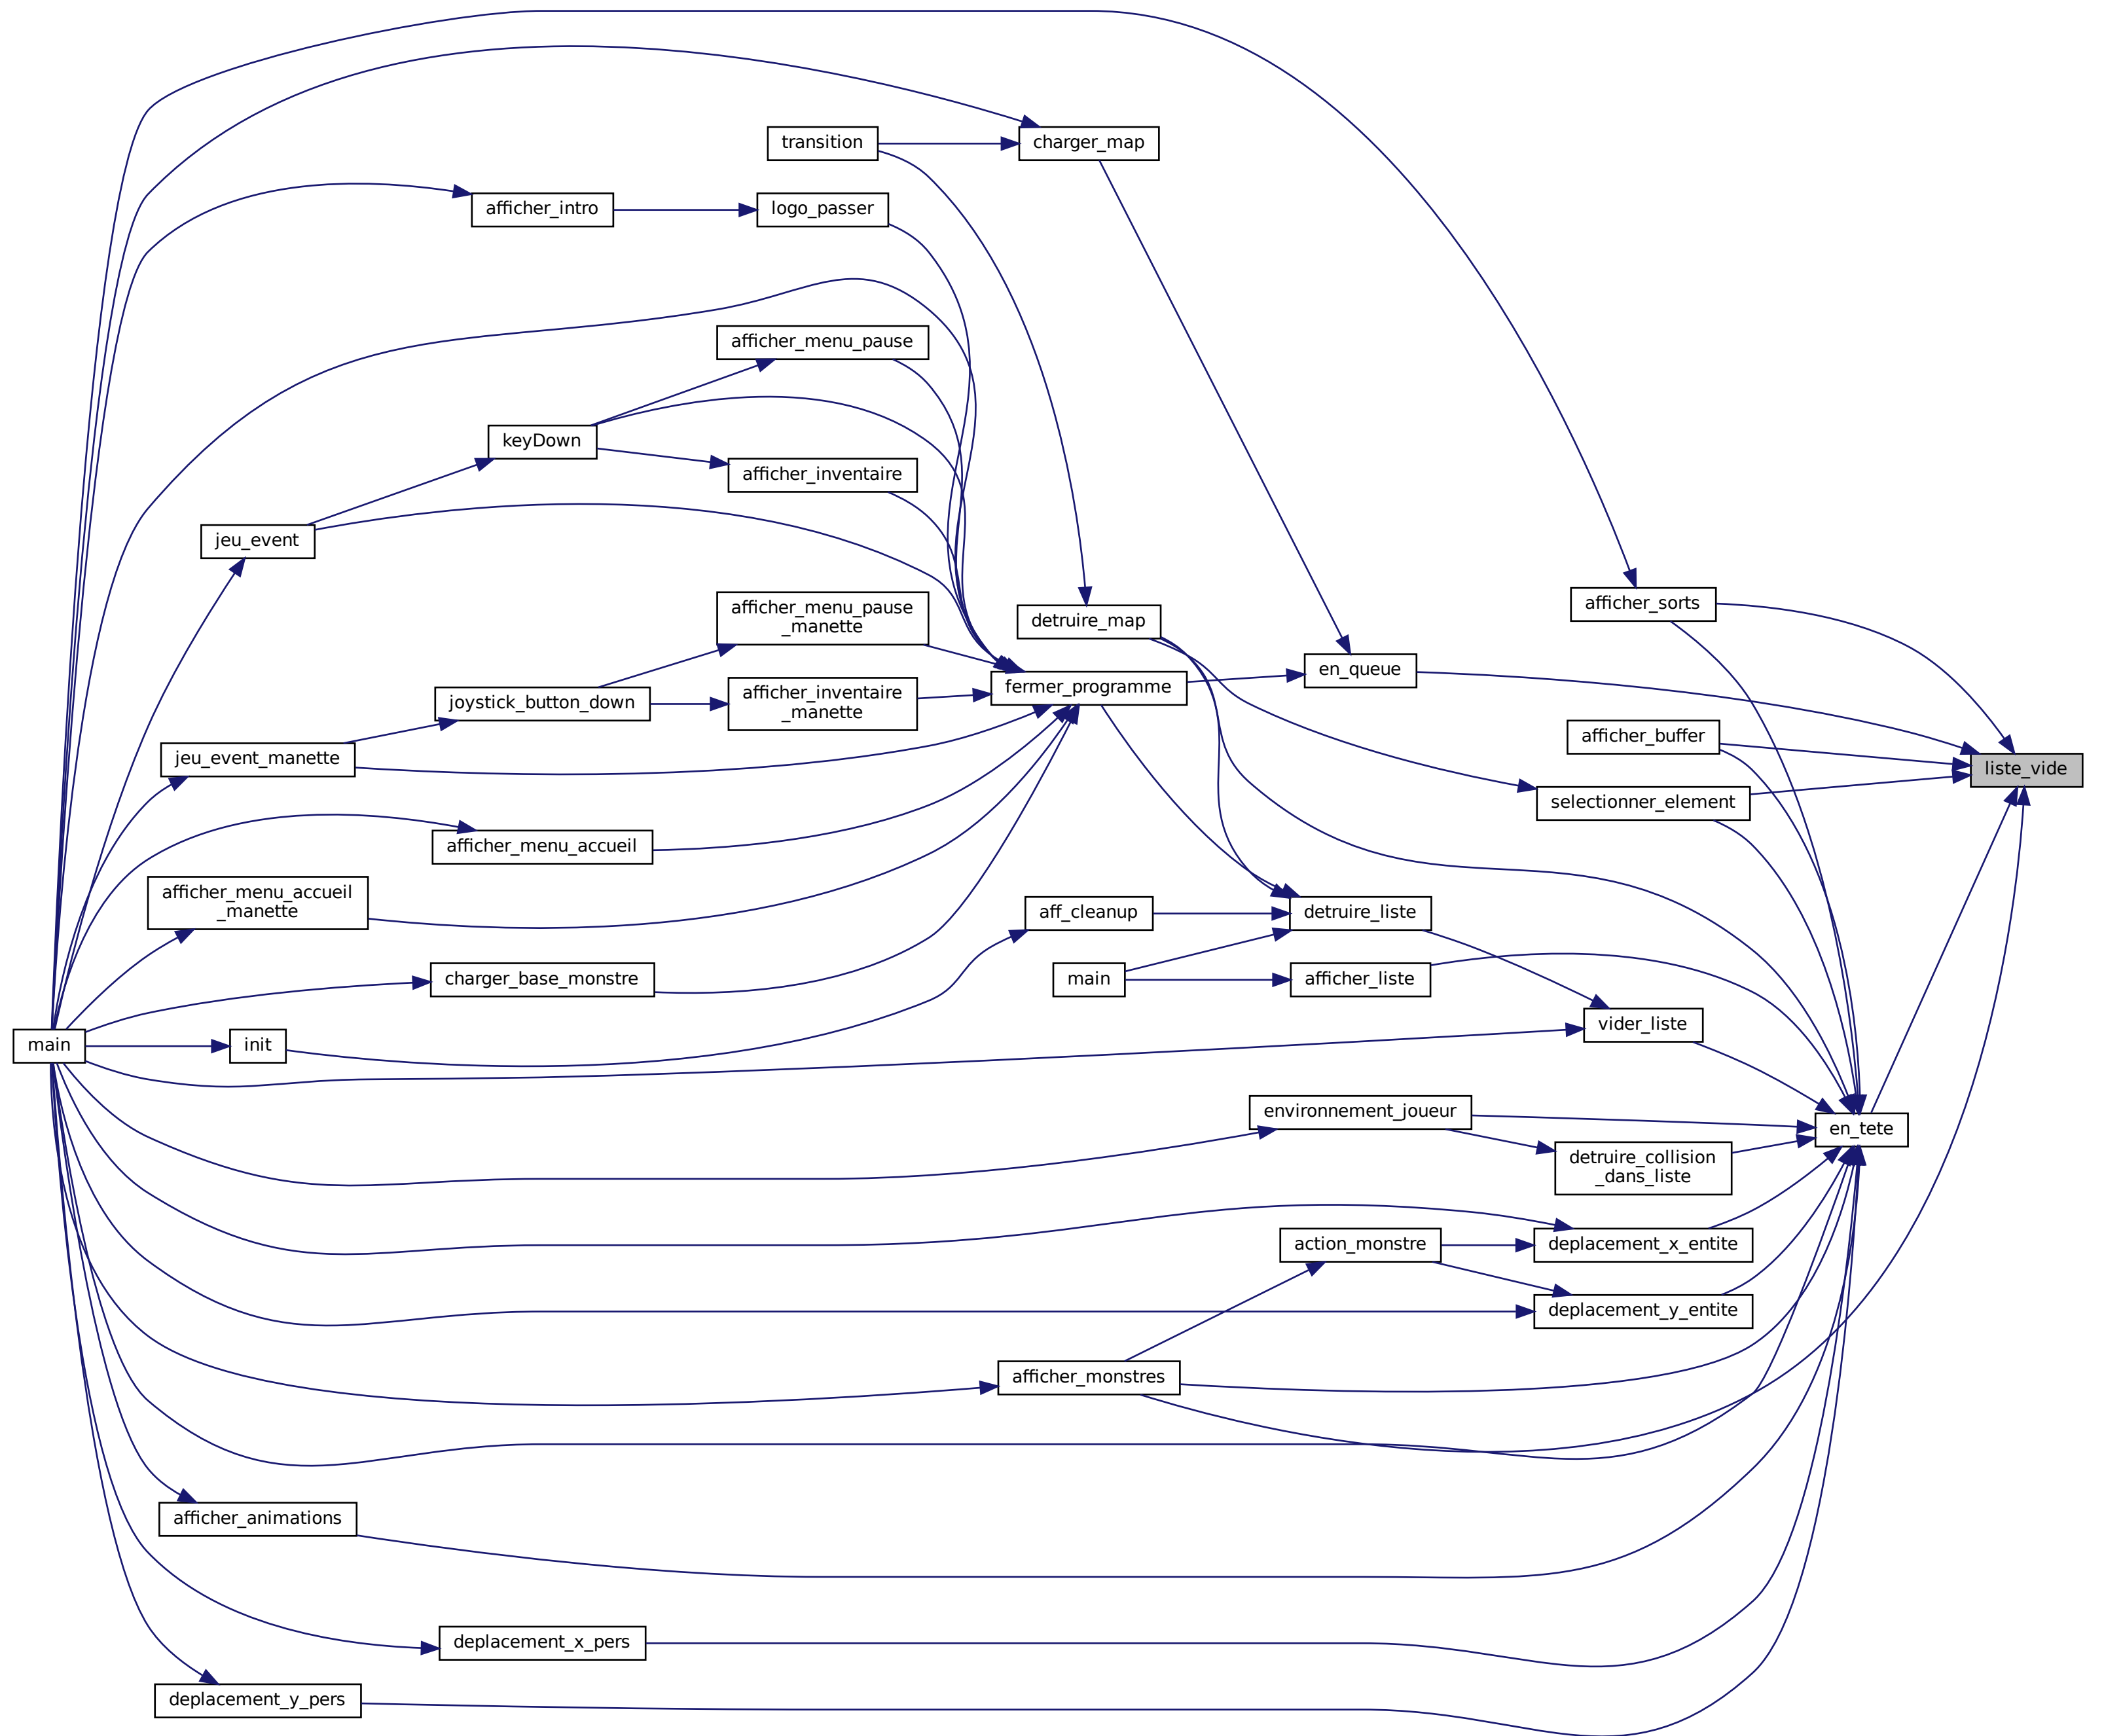 transition
charger_map
afficher_intro
logo_passer
afficher_menu_pause
keyDown
afficher_inventaire
jeu_event
afficher_menu_pause
_manette
afficher_sorts
detruire_map
en_queue
fermer_programme
joystick_button_down
afficher_inventaire
_manette
afficher_buffer
jeu_event_manette
liste_vide
selectionner_element
afficher_menu_accueil
afficher_menu_accueil
_manette
aff_cleanup
detruire_liste
charger_base_monstre
main
afficher_liste
vider_liste
main
init
environnement_joueur
en_tete
detruire_collision
_dans_liste
action_monstre
deplacement_x_entite
deplacement_y_entite
afficher_monstres
afficher_animations
deplacement_x_pers
deplacement_y_pers